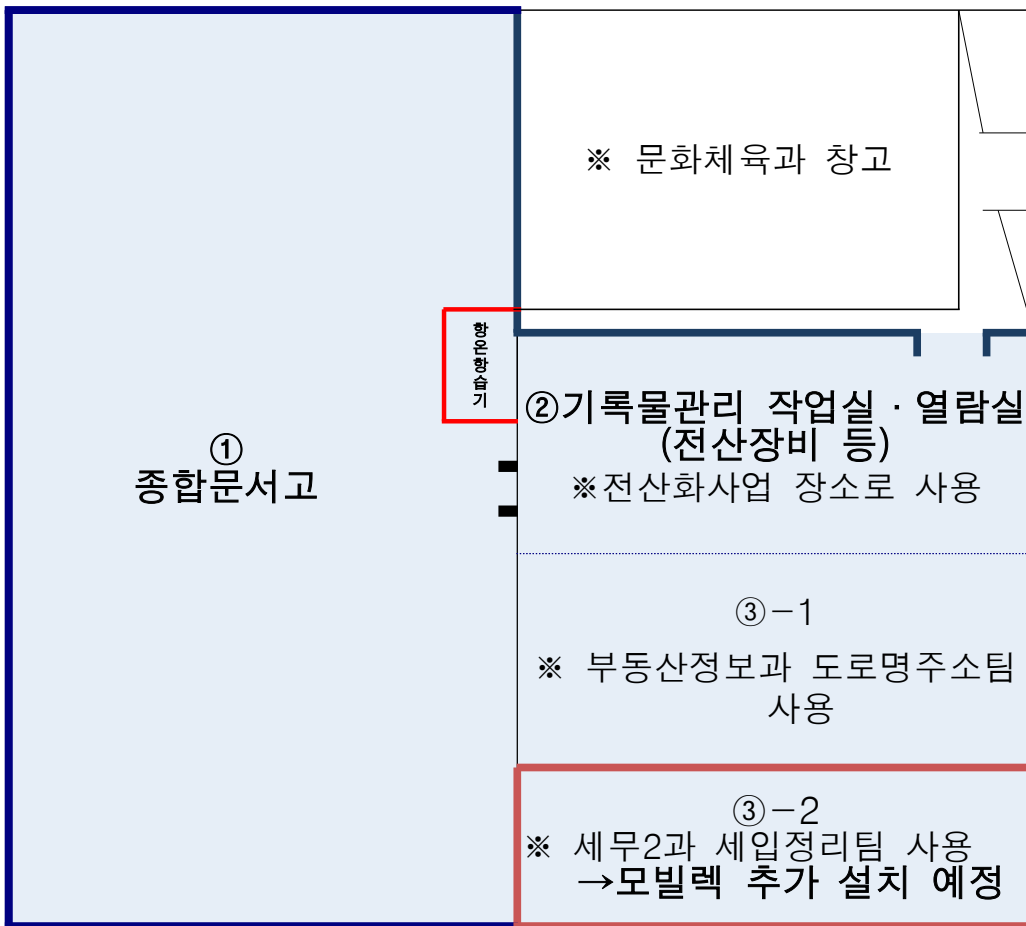 ※ 문화체육과 창고
항온항습기
②기록물관리 작업실 · 열람실
(전산장비 등)
※전산화사업 장소로 사용
①
종합문서고
③-1
※ 부동산정보과 도로명주소팀
사용
③-2
※ 세무2과 세입정리팀 사용
→모빌렉 추가 설치 예정